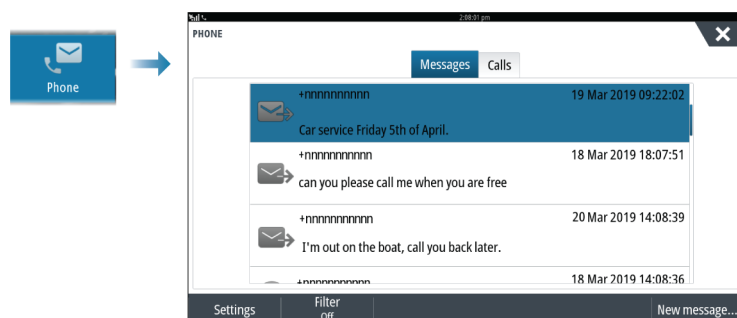 Phone
2:08:01 pm
PHONE
Messages Calls
+nnnnnnnnnn 19 Mar 2019 09:22:02
Car service Friday 5th of April.
+nnnnnnnnnnn 18 Mar 2019 18:07:51
can you please call me when you are free
+nnnnnnnnnnn 20 Mar 2019 14:08:39
I'm out on the boat, call you back later.
+nnnnnnnnnnn 18 Mar 2019 14:08:36
Settings Filter New message...
Off